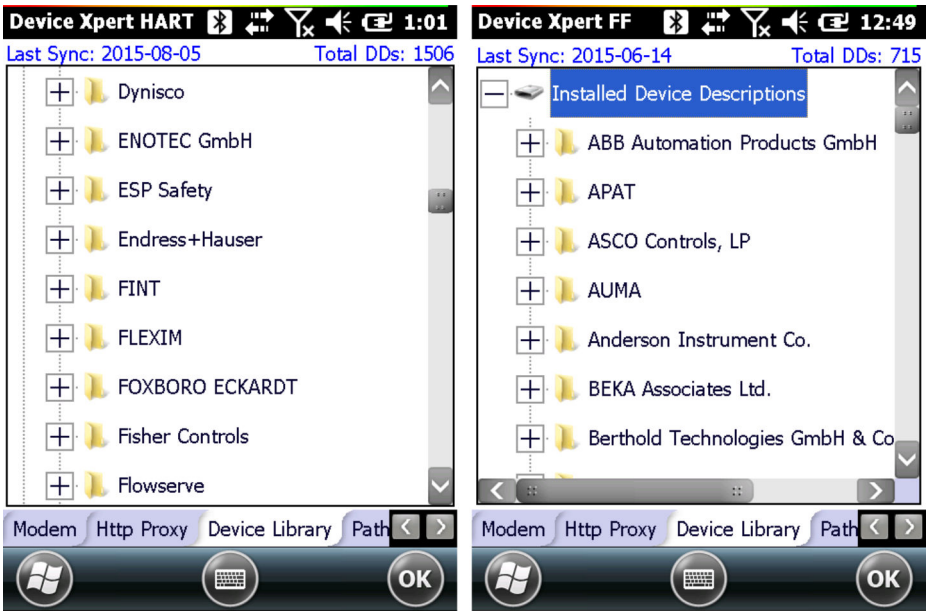 Device Xpert HART 1:01
Last Sync: 2015-08-05 Total DDs: 1506
Dynisco
ENOTEC GmbH
ESP Safety
Endress+Hauser
FINT
FLEXIM
FOXBORO ECKARDT
Fisher Controls
Flowserve
Modem Http Proxy Device Library Path
OK
Device Xpert FF 12:49
Last Sync: 2015-06-14 Total DDs: 715
Installed Device Descriptions
ABB Automation Products GmbH
APAT
ASCO Controls, LP
AUMA
Anderson Instrument Co.
BEKA Associates Ltd.
Berthold Technologies GmbH & Co
Modem Http Proxy Device Library Path
OK